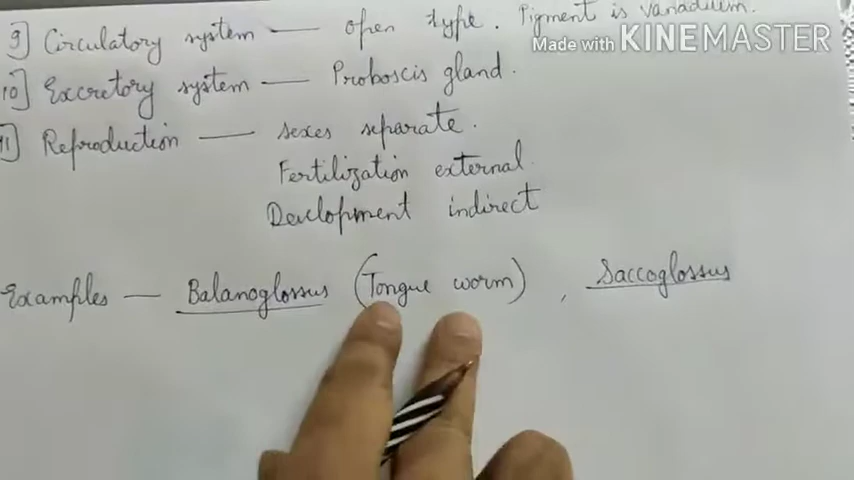 9] Circulatory system — open type. Pigment is vanadium.
Made with KINEMASTER
10] Excretory system — Proboscis gland.
11] Reproduction — sexes separate.
Fertilization external.
Development indirect
Examples — Balanoglossus (Tongue worm), Saccoglossus